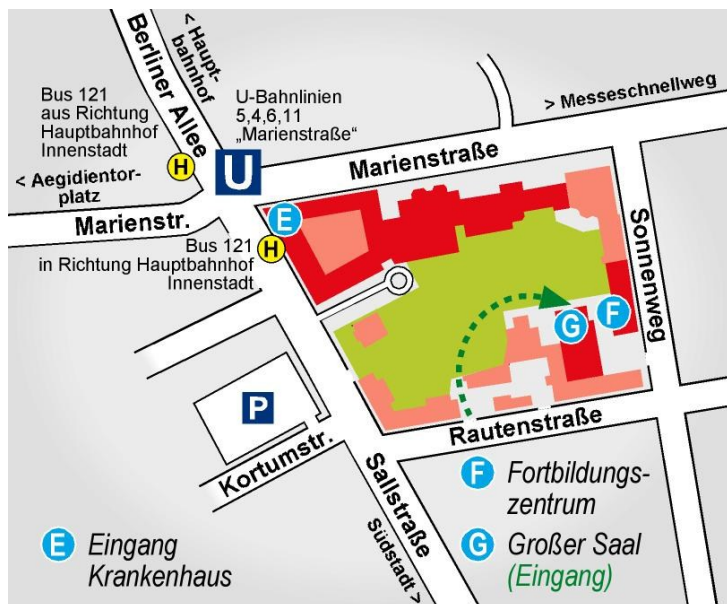 Berliner Allee
< Haupt-
bahnhof
Bus 121
aus Richtung
Hauptbahnhof
Innenstadt
H
U-Bahnlinien
5,4,6,11
„Marienstraße“
U
> Messeschnellweg
Marienstraße
< Aegidientor-
platz
Marienstr.
E
H
Bus 121
in Richtung Hauptbahnhof
Innenstadt
Sonnenweg
G
F
P
Kortumstr.
Sallstraße
Südstadt >
Rautenstraße
F Fortbildungs-
zentrum
G Großer Saal
(Eingang)
E Eingang
Krankenhaus